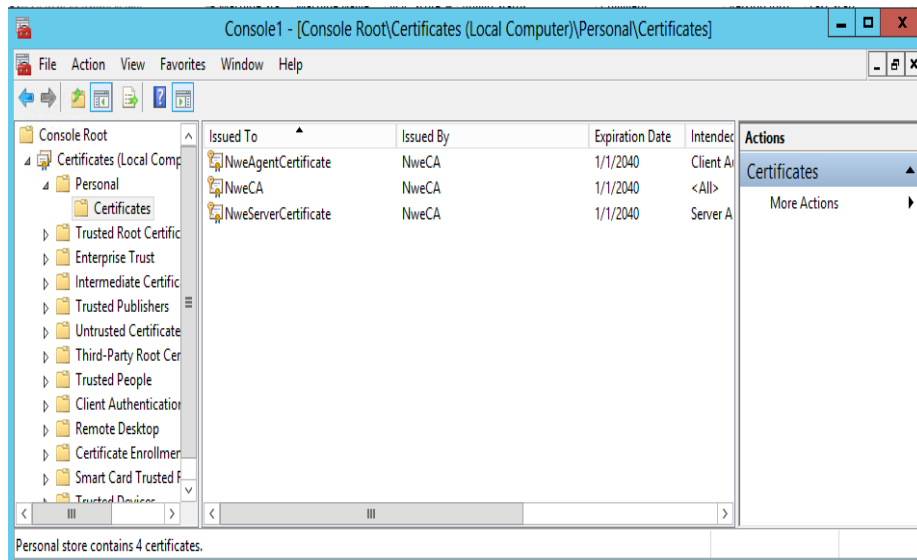 Console1 - [Console Root\Certificates (Local Computer)\Personal\Certificates]
File Action View Favorites Window Help
Console Root
Certificates (Local Comp
Personal
Certificates
Trusted Root Certific
Enterprise Trust
Intermediate Certific
Trusted Publishers
Untrusted Certificate
Third-Party Root Cer
Trusted People
Client Authentication
Remote Desktop
Certificate Enrollmer
Smart Card Trusted R
Trusted Devices
Issued To Issued By Expiration Date Intended
NweAgentCertificate NweCA 1/1/2040 Client Au
NweCA NweCA 1/1/2040 <All>
NweServerCertificate NweCA 1/1/2040 Server A
Actions
Certificates
More Actions
Personal store contains 4 certificates.